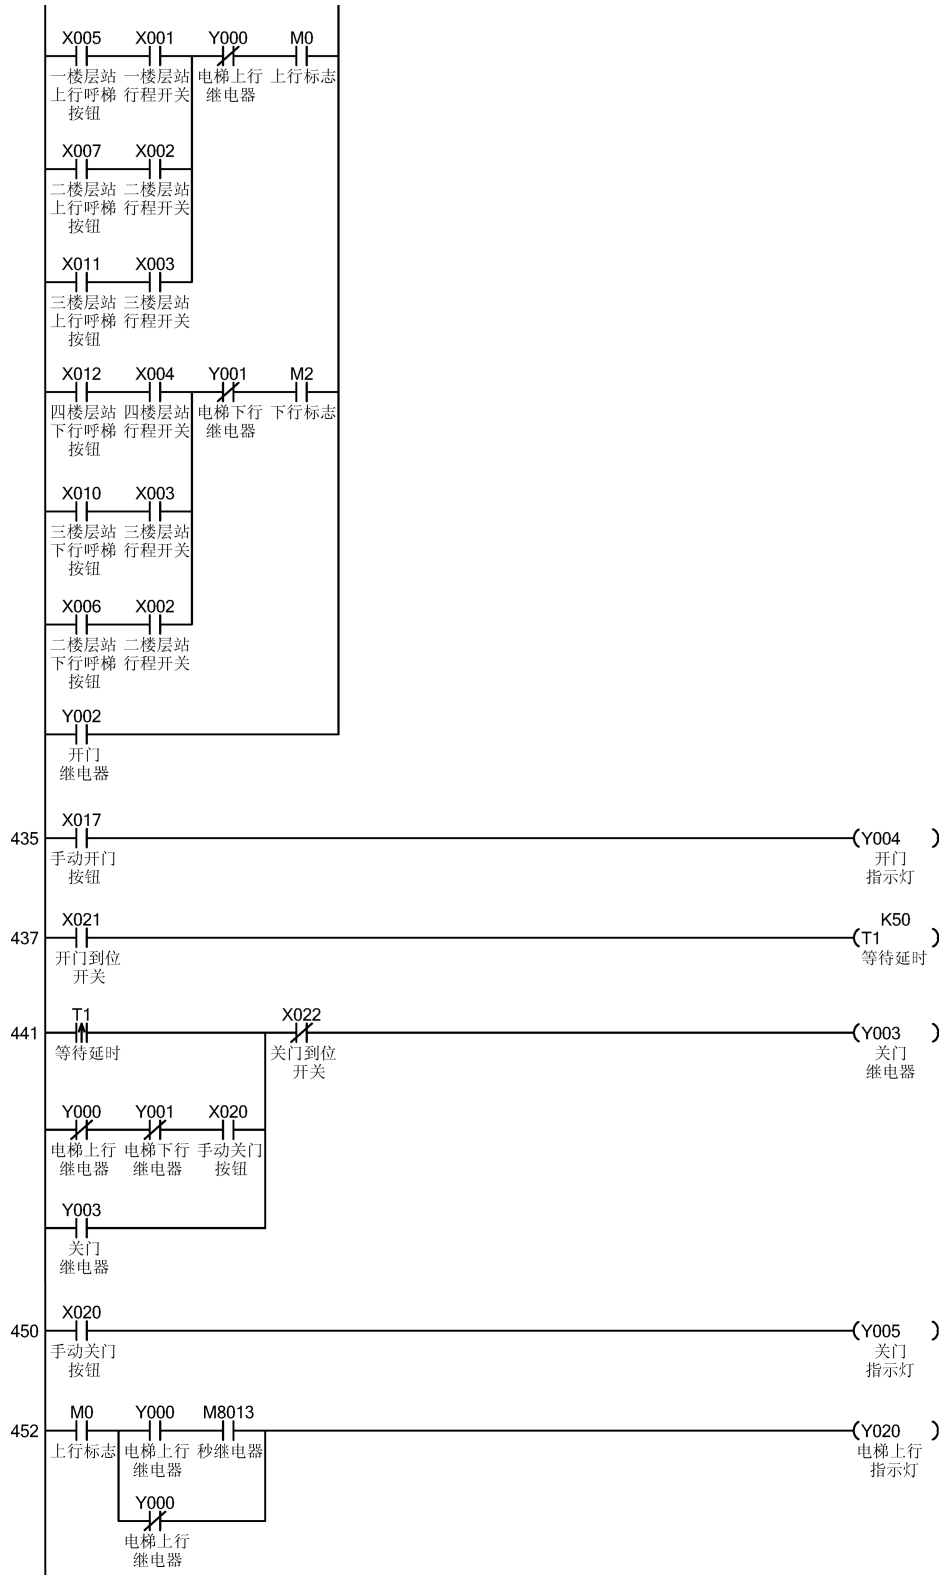 X005 X001 Y000 M0
一楼层站 一楼层站 电梯上行 上行标志
上行呼梯 行程开关 继电器
按钮
X007 X002
二楼层站 二楼层站
上行呼梯 行程开关
按钮
X011 X003
三楼层站 三楼层站
上行呼梯 行程开关
按钮
X012 X004 Y001 M2
四楼层站 四楼层站 电梯下行 下行标志
下行呼梯 行程开关 继电器
按钮
X010 X003
三楼层站 三楼层站
下行呼梯 行程开关
按钮
X006 X002
二楼层站 二楼层站
下行呼梯 行程开关
按钮
Y002
开门
继电器
X017
435 Y004
手动开门 开门
按钮 指示灯
X021 K50
437 T1
开门到位 等待延时
开关
T1 X022
441 Y003
等待延时 关门到位 关门
开关 继电器
Y000 Y001 X020
电梯上行 电梯下行 手动关门
继电器 继电器 按钮
Y003
关门
继电器
X020
450 Y005
手动关门 关门
按钮 指示灯
M0 Y000 M8013
452 Y020
上行标志 电梯上行 秒继电器 电梯上行
继电器 指示灯
Y000
电梯上行
继电器